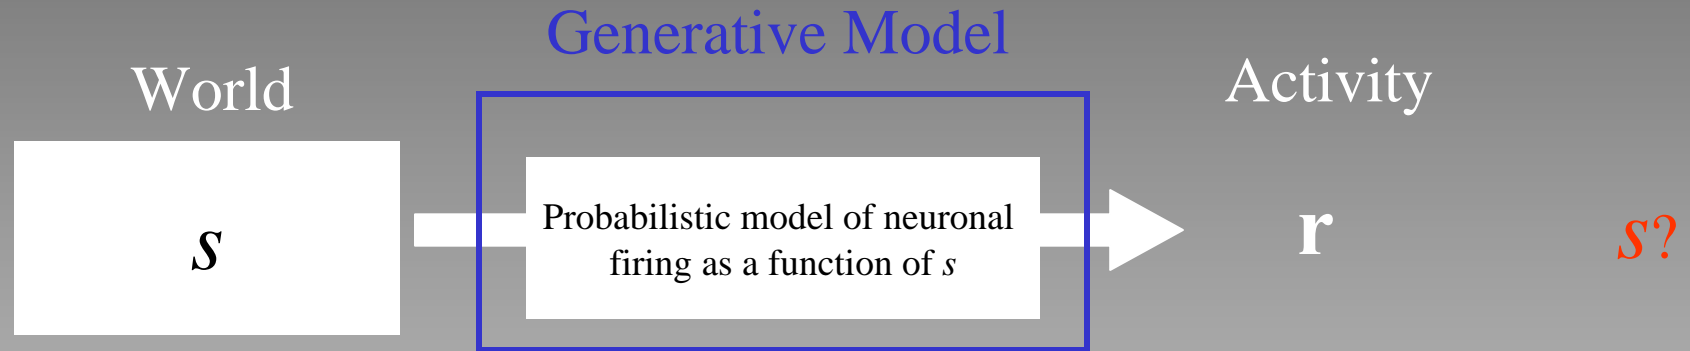 Generative Model
World
Activity
s
Probabilistic model of neuronal
firing as a function of s
r
s?